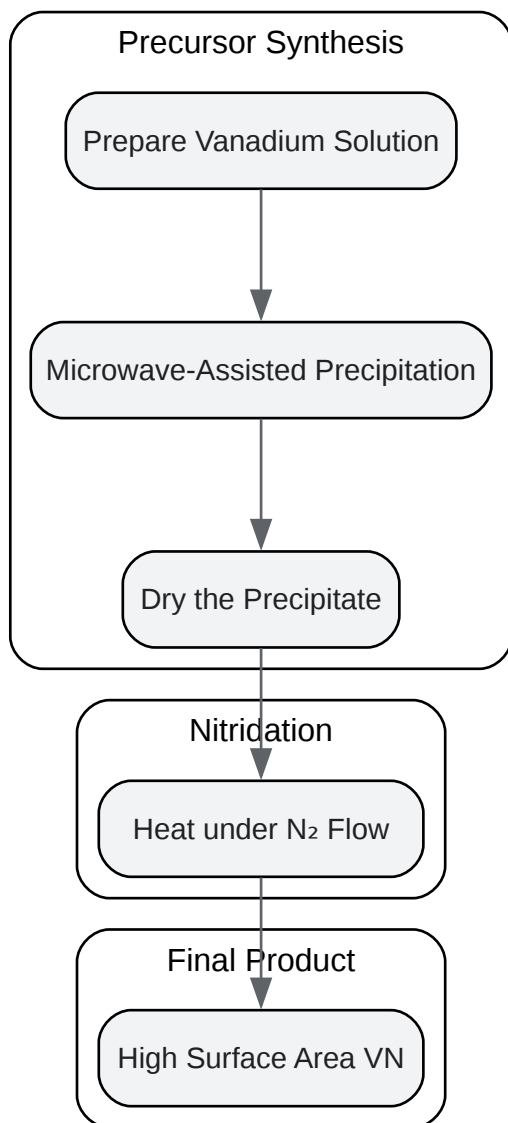 Precursor Synthesis
Prepare Vanadium Solution
Microwave-Assisted Precipitation
Dry the Precipitate
Nitridation
Heat under N₂ Flow
Final Product
High Surface Area VN